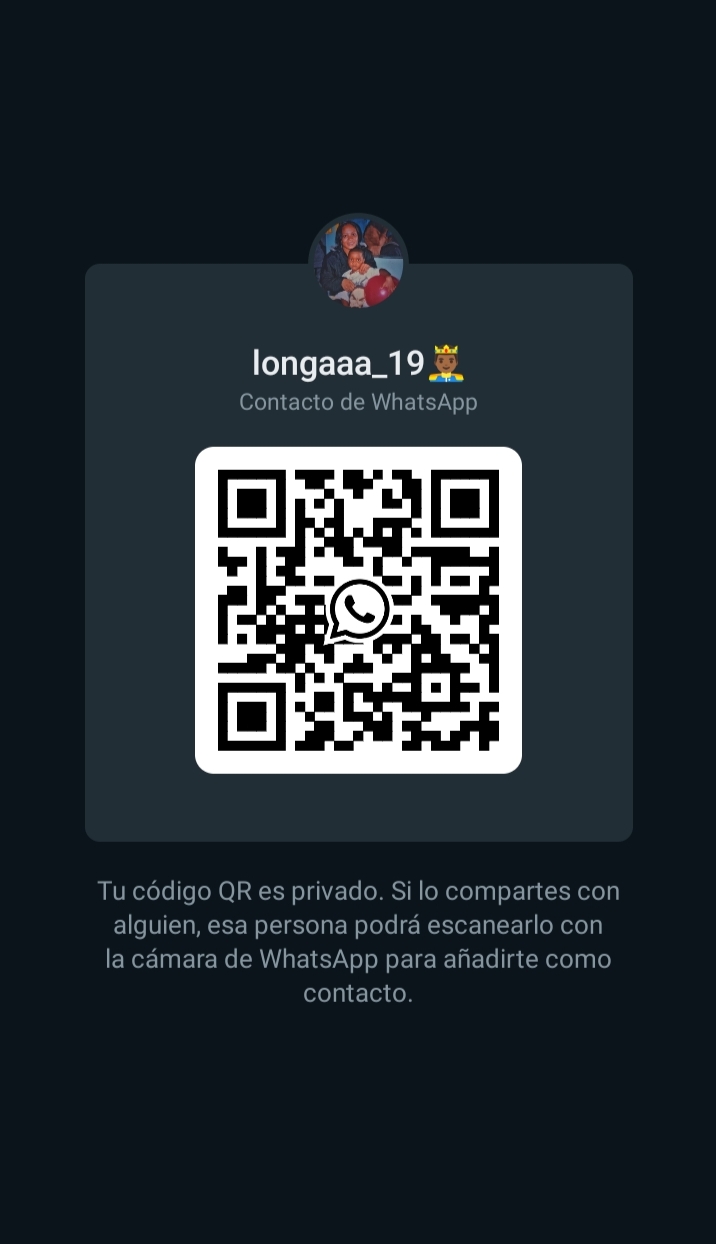 longaaa_19🤴🏾
Contacto de WhatsApp
Tu código QR es privado. Si lo compartes con
alguien, esa persona podrá escanearlo con
la cámara de WhatsApp para añadirte como
contacto.